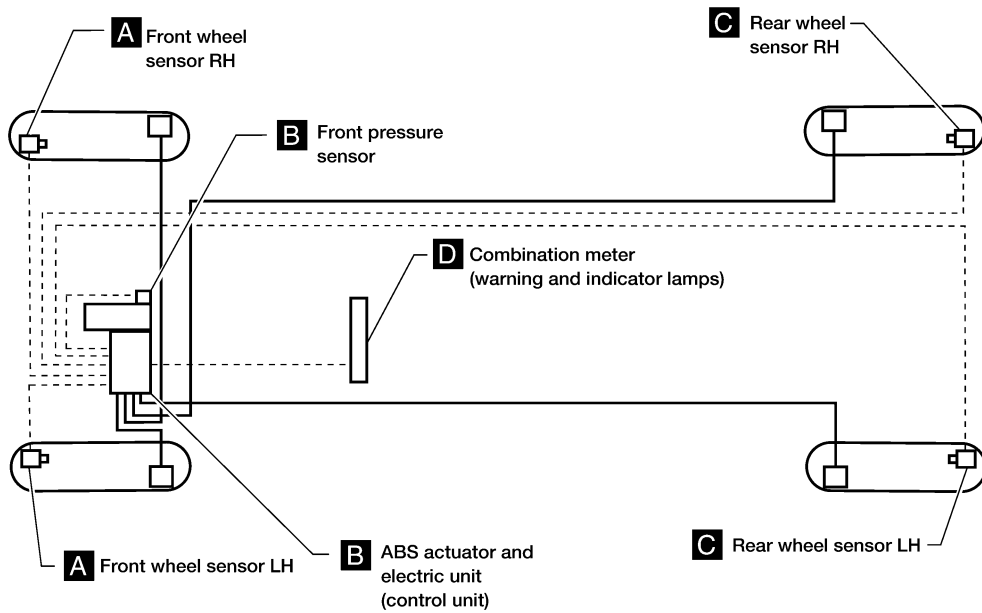 A Front wheel
sensor RH
C Rear wheel
sensor RH
B Front pressure
sensor
D Combination meter
(warning and indicator lamps)
A Front wheel sensor LH
B ABS actuator and
electric unit
(control unit)
C Rear wheel sensor LH